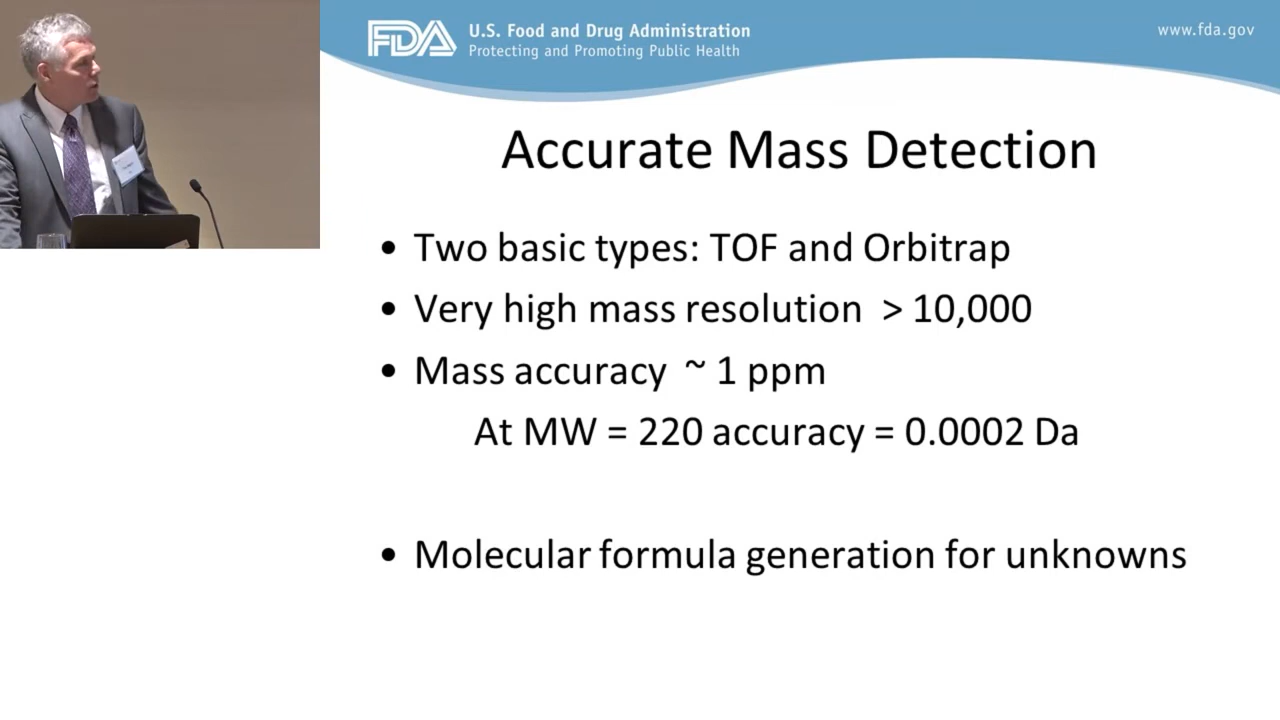 FDA
U.S. Food and Drug Administration
Protecting and Promoting Public Health
www.fda.gov
Accurate Mass Detection
• Two basic types: TOF and Orbitrap
• Very high mass resolution > 10,000
• Mass accuracy ~ 1 ppm
At MW = 220 accuracy = 0.0002 Da
• Molecular formula generation for unknowns